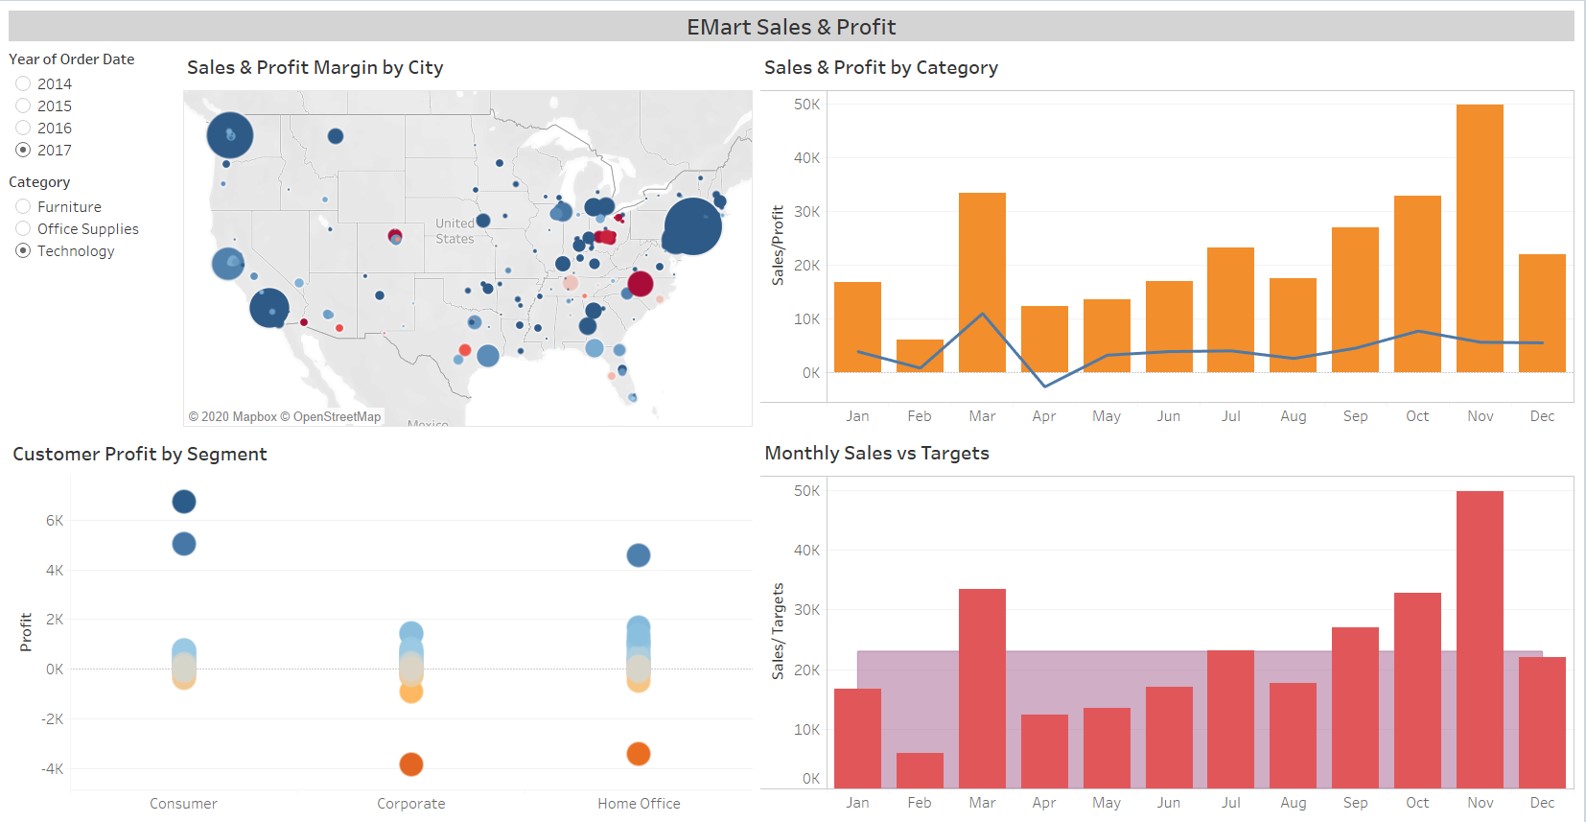 EMart Sales & Profit
Year of Order Date
2014
2015
2016
2017
Category
Furniture
Office Supplies
Technology
Sales & Profit Margin by City
United
States
Mexico
© 2020 Mapbox © OpenStreetMap
Sales & Profit by Category
Sales/Profit
50K
40K
30K
20K
10K
0K
Jan Feb Mar Apr May Jun Jul Aug Sep Oct Nov Dec
Customer Profit by Segment
Profit
6K
4K
2K
0K
-2K
-4K
Consumer Corporate Home Office
Monthly Sales vs Targets
Sales/ Targets
50K
40K
30K
20K
10K
0K
Jan Feb Mar Apr May Jun Jul Aug Sep Oct Nov Dec